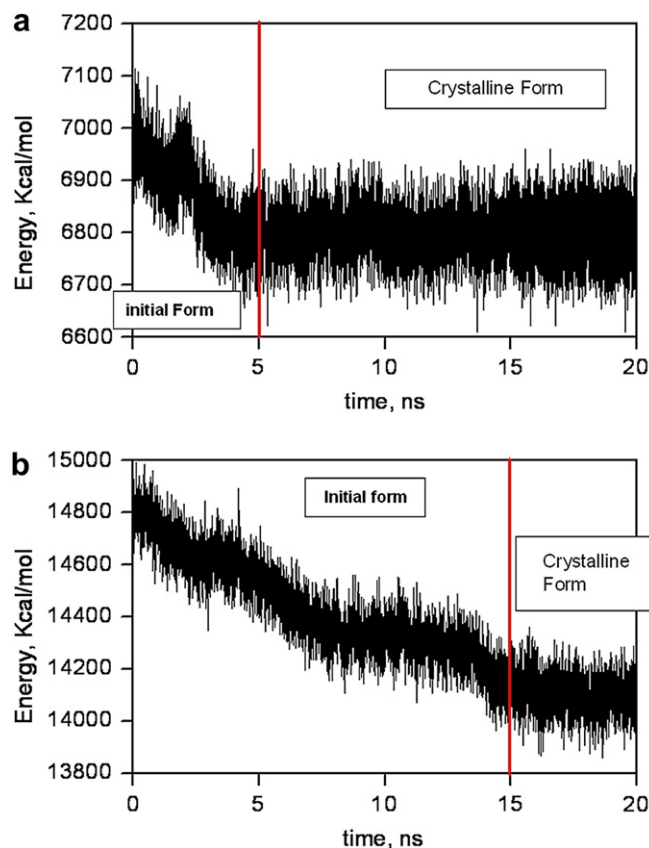 a
7200
7100
7000
6900
6800
6700
6600
Energy, Kcal/mol
Crystalline Form
initial Form
0 5 10 15 20
time, ns
b
15000
14800
14600
14400
14200
14000
13800
Energy, Kcal/mol
Initial form
Crystalline
Form
0 5 10 15 20
time, ns